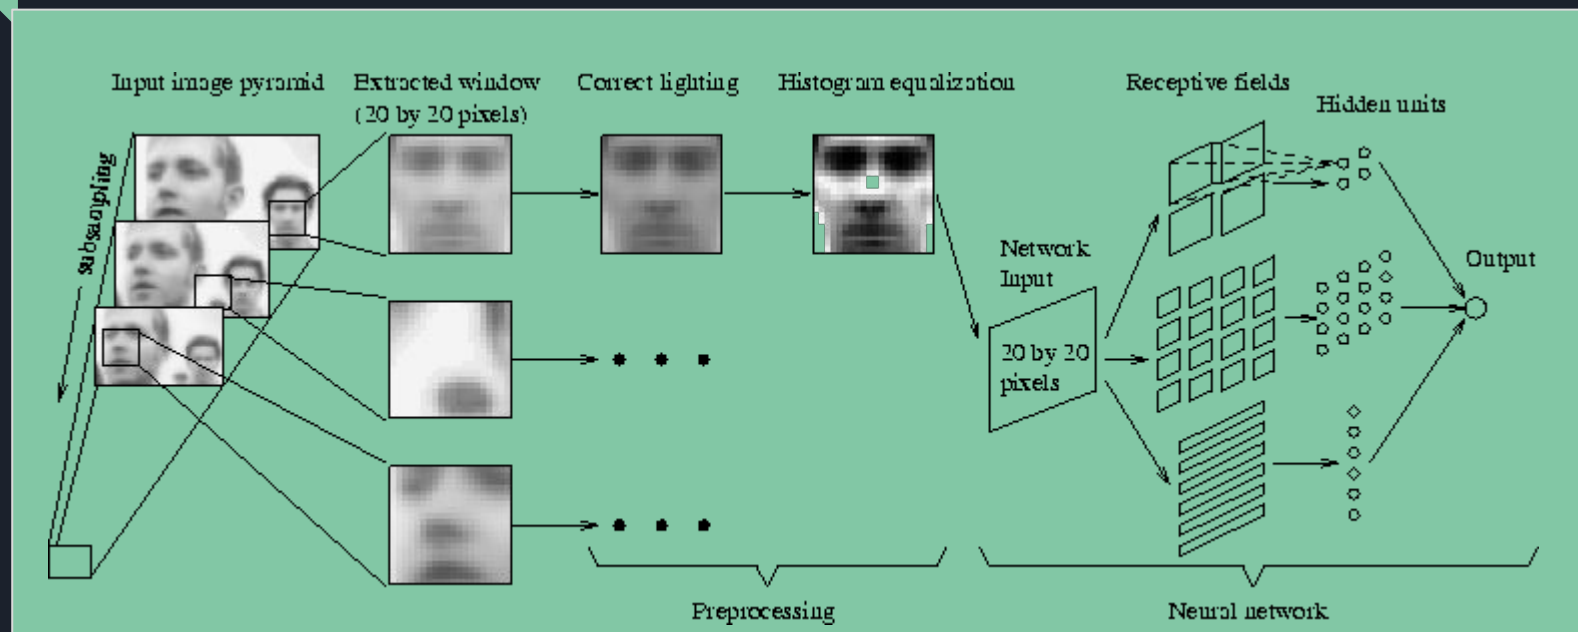 Input image pyramid
Extracted window
(20 by 20 pixels)
Correct lighting
Histogram equalization
Receptive fields
Hidden units
subsampling
Network
Input
Output
20 by 20
pixels
Preprocessing
Neural network